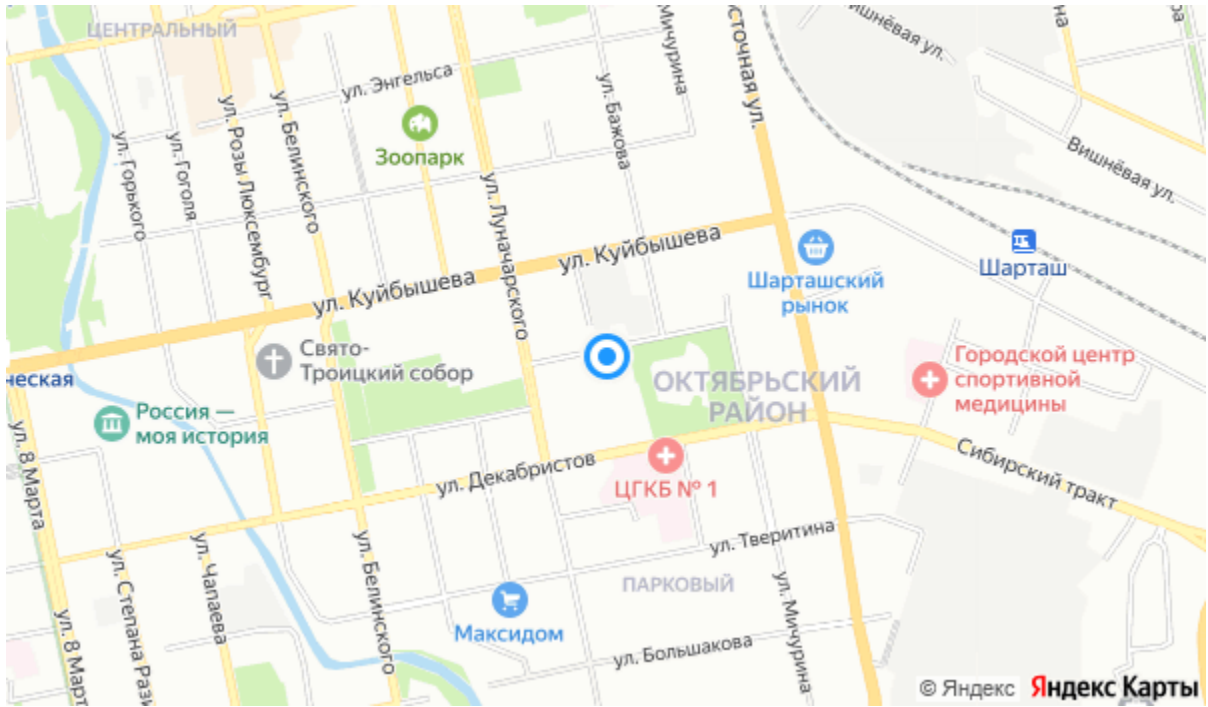 ЦЕНТРАЛЬНЫЙ
ул. Энгельса
Мичурина
Восточная ул.
Вишнёвая ул.
ул. Бажова
ул. Розы Люксембург
ул. Белинского
Зоопарк
ул. Горького
ул. Гоголя
Вишнёвая ул.
ул. Луначарского
ул. Куйбышева
Шарташ
Шарташский
рынок
ул. Куйбышева
Свято-
Троицкий собор
ОКТЯБРЬСКИЙ
РАЙОН
Городской центр
спортивной
медицины
ческая
Россия —
моя история
ул. 8 Марта
ул. Декабристов
ЦГКБ № 1
Сибирский тракт
ул. Тверитина
ул. Чапаева
ул. Степана Рази
ул. Белинского
ПАРКОВЫЙ
ул. Мичурина
Максидом
ул. 8 Март
ул. Большакова
© Яндекс Яндекс Карты